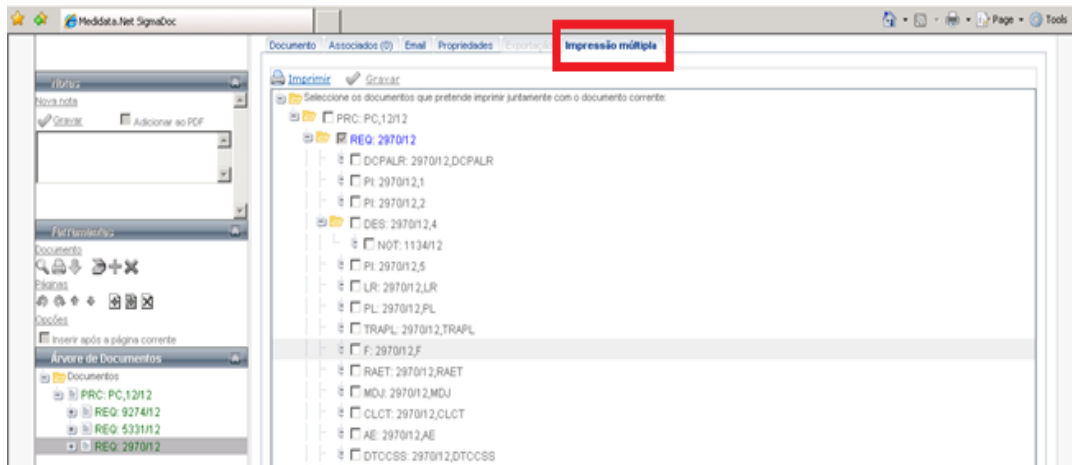 Medidata.Net SigmaDoc
Page
Tools
Documento Associados (0) Email Propriedades Exportação Impressão múltipla
Notas
Nova nota
Gravar Adicionar ao PDF
Ferramentas
Documento
Páginas
Opções
Inserir após a página corrente
Árvore de Documentos
Documentos
PRC: PC,12/12
REQ: 9274/12
REQ: 5331/12
REQ: 2970/12
Imprimir Gravar
Seleccione os documentos que pretende imprimir juntamente com o documento corrente:
PRC: PC,12/12
REQ: 2970/12
DCPALR: 2970/12,DCPALR
PI: 2970/12,1
PI: 2970/12,2
DES: 2970/12,4
NOT: 1134/12
PI: 2970/12,5
LR: 2970/12,LR
PL: 2970/12,PL
TRAPL: 2970/12,TRAPL
F: 2970/12,F
RAET: 2970/12,RAET
MDJ: 2970/12,MDJ
CLCT: 2970/12,CLCT
AE: 2970/12,AE
DTCCSS: 2970/12,DTCCSS